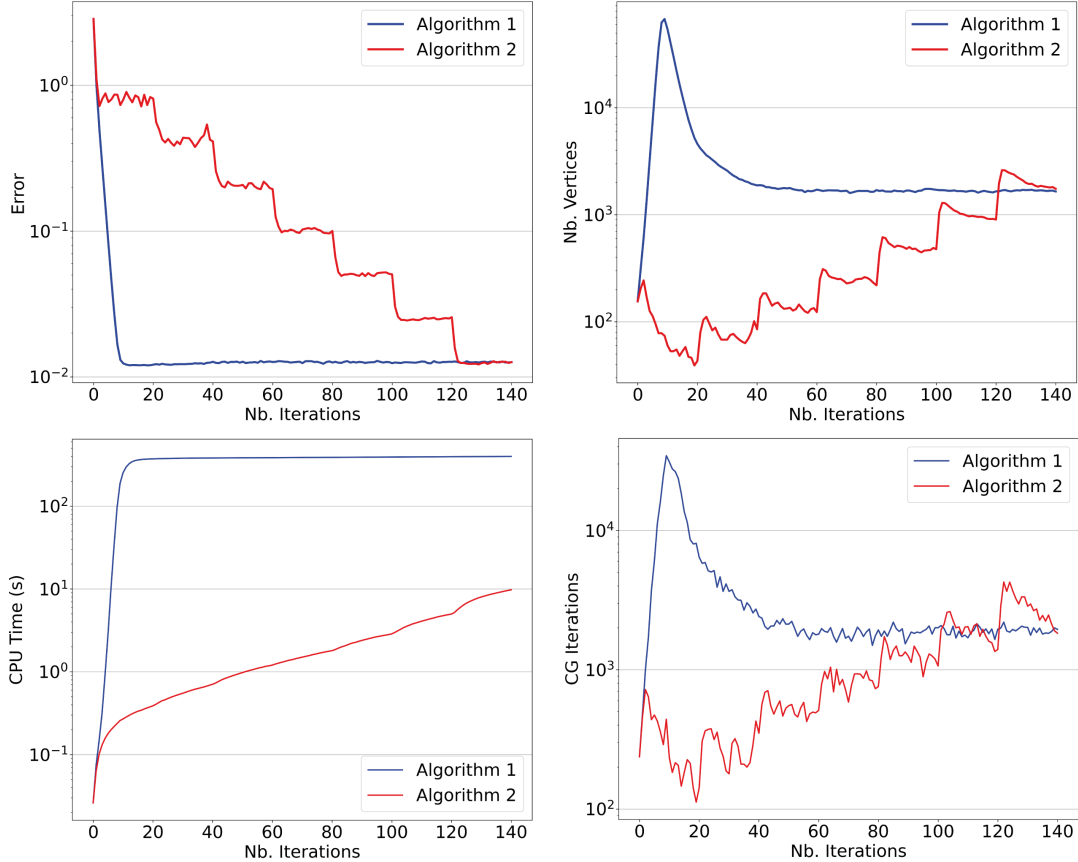 Algorithm 1
Algorithm 2
10^0
10^-1
10^-2
Error
0 20 40 60 80 100 120 140
Nb. Iterations
Algorithm 1
Algorithm 2
10^4
10^3
10^2
Nb. Vertices
0 20 40 60 80 100 120 140
Nb. Iterations
10^2
10^1
10^0
10^-1
CPU Time (s)
Algorithm 1
Algorithm 2
0 20 40 60 80 100 120 140
Nb. Iterations
Algorithm 1
Algorithm 2
10^4
10^3
10^2
CG Iterations
0 20 40 60 80 100 120 140
Nb. Iterations